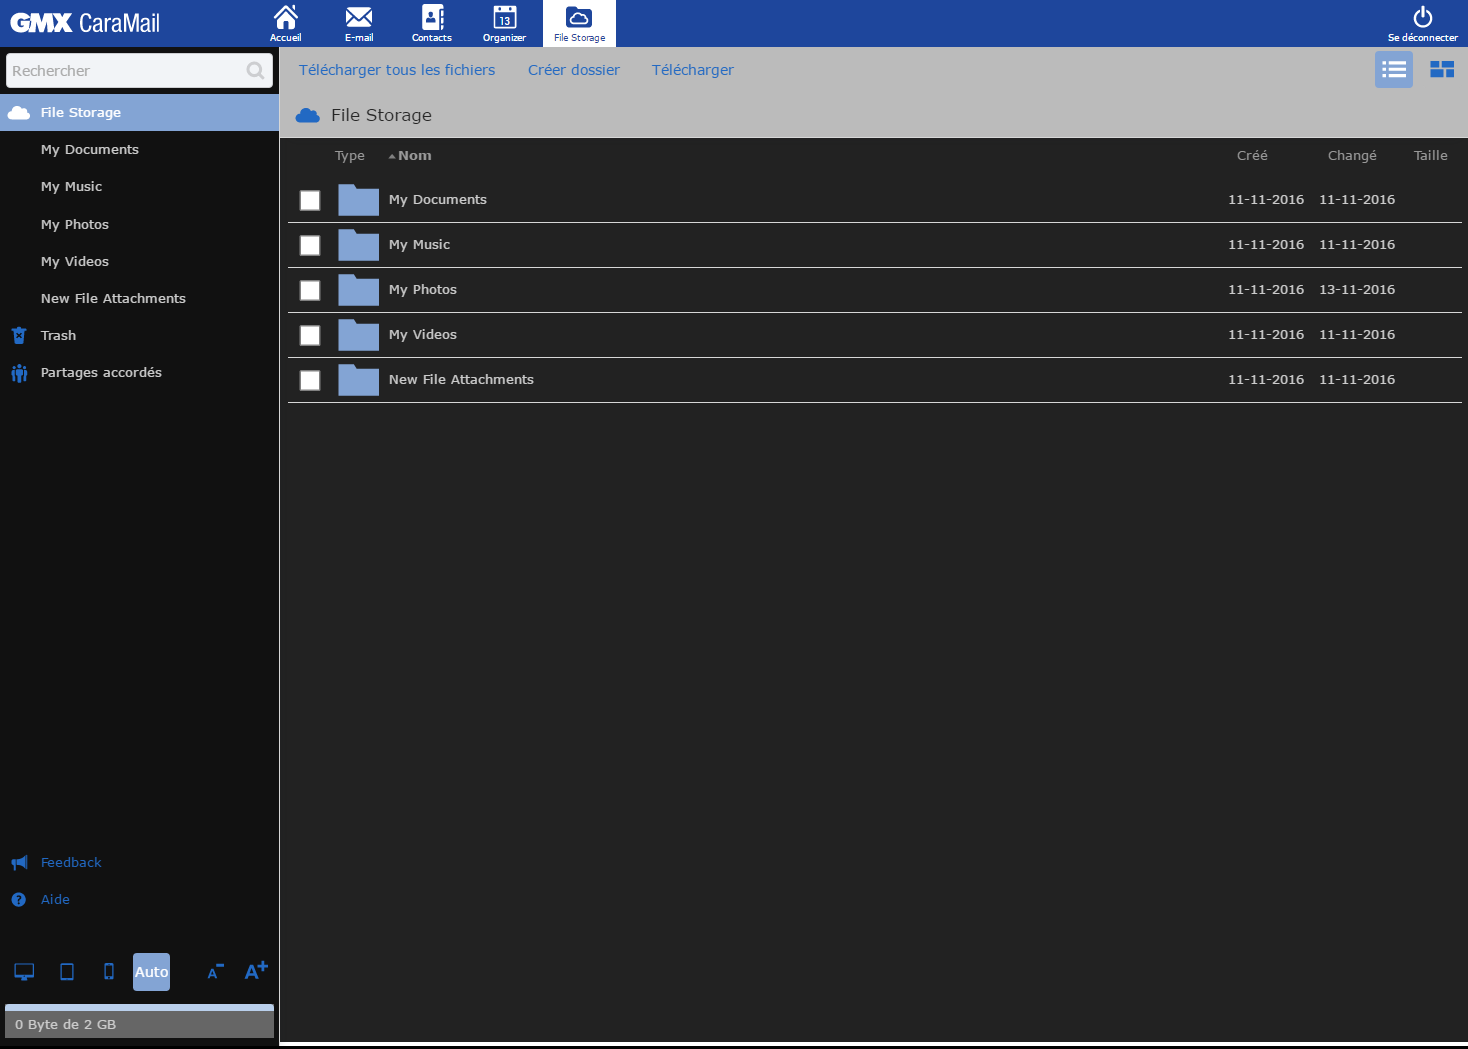 GMX CaraMail
Accueil
E-mail
Contacts
13
Organizer
File Storage
Se déconnecter
Rechercher
Télécharger tous les fichiers Créer dossier Télécharger
File Storage
File Storage
My Documents
My Music
My Photos
My Videos
New File Attachments
Trash
Partages accordés
Type Nom Créé Changé Taille
My Documents 11-11-2016 11-11-2016
My Music 11-11-2016 11-11-2016
My Photos 11-11-2016 13-11-2016
My Videos 11-11-2016 11-11-2016
New File Attachments 11-11-2016 11-11-2016
Feedback
? Aide
Auto A- A+
0 Byte de 2 GB